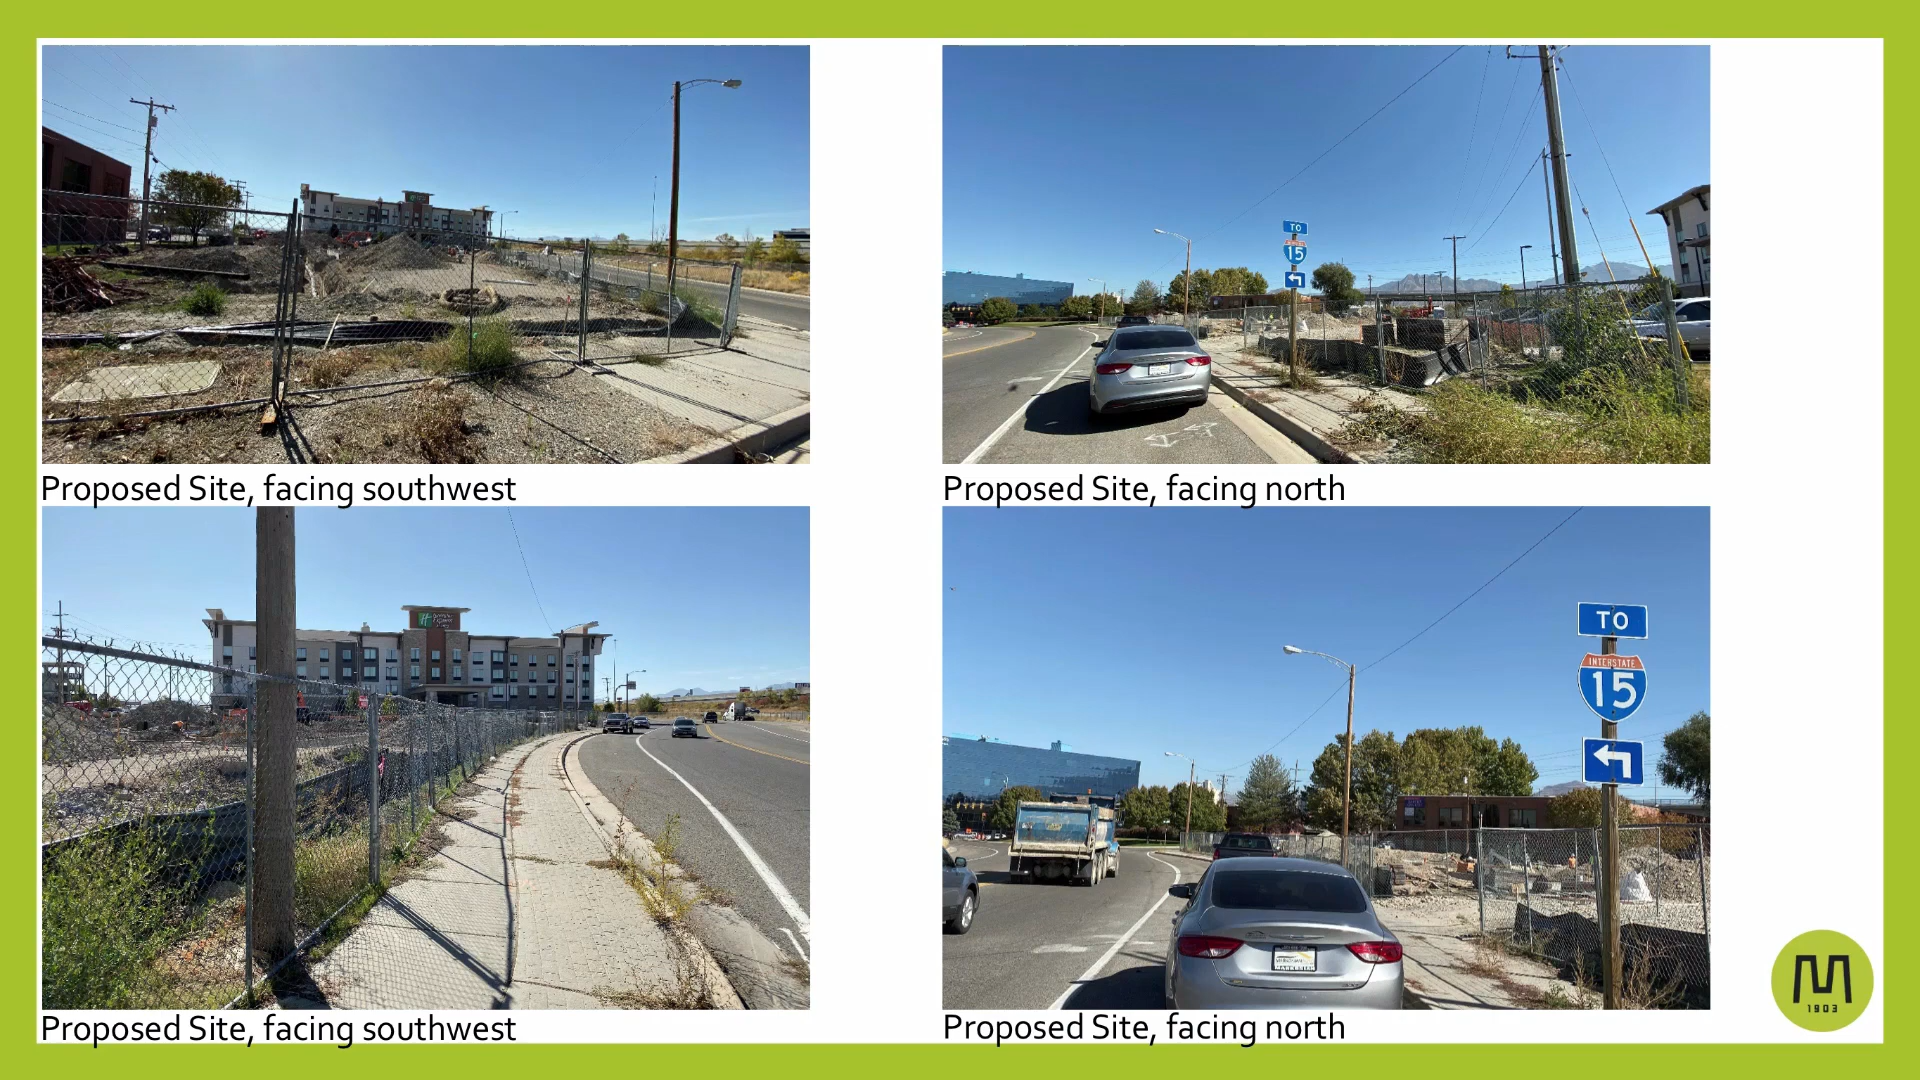 TO
INTERSTATE
15
Proposed Site, facing southwest
Proposed Site, facing north
TO
INTERSTATE
15
Proposed Site, facing southwest
Proposed Site, facing north
M
1903